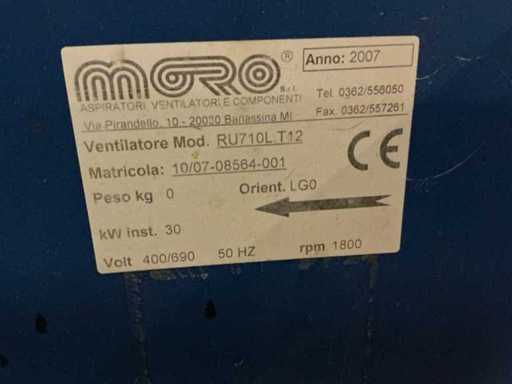 MORO® S.r.l.
Anno: 2007
ASPIRATORI, VENTILATORI E COMPONENTI
Tel. 0362/556050
Via Pirandello, 10 - 20030 Barlassina MI
Fax. 0362/557261
Ventilatore Mod. RU710L.T12
Matricola: 10/07-08564-001
CE
Peso kg 0 Orient. LG0
kW inst. 30
Volt 400/690 50 HZ rpm 1800